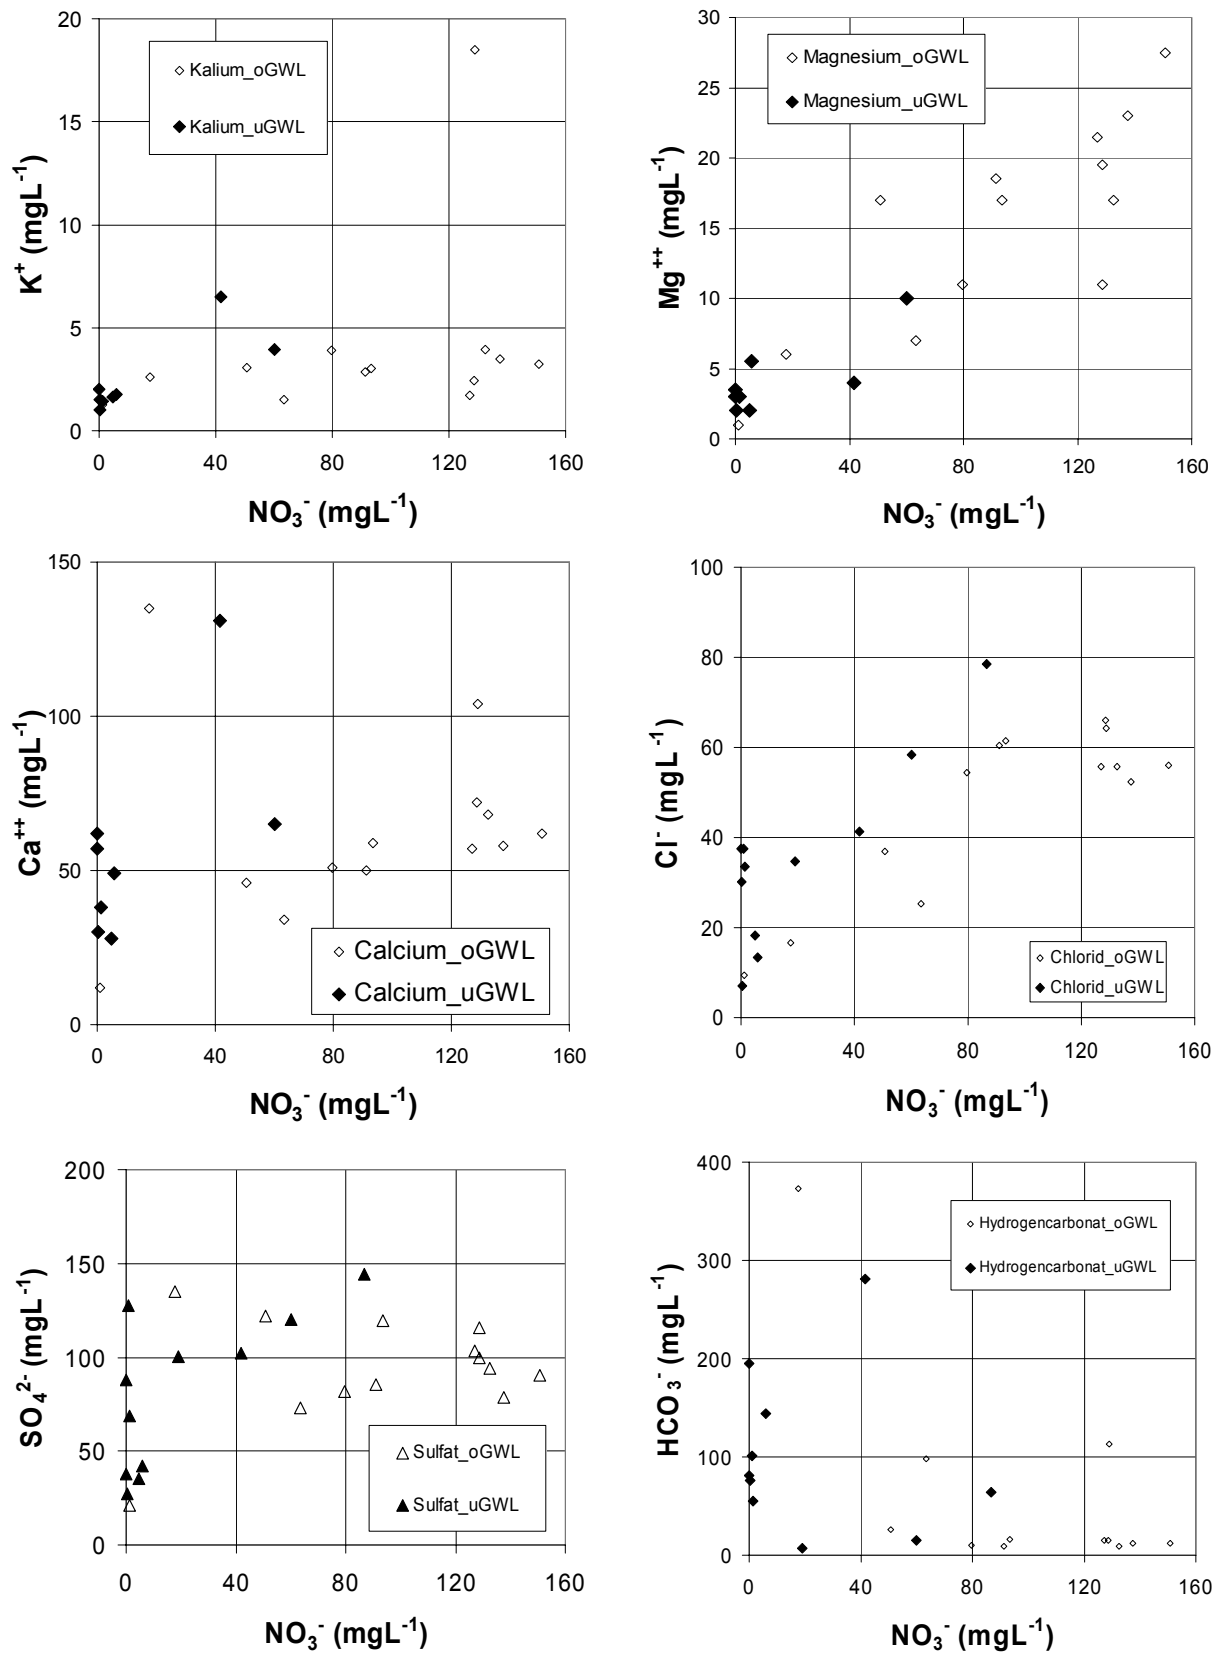 20
15
10
5
0
K⁺ (mgL⁻¹)
Kalium_oGWL
Kalium_uGWL
0 40 80 120 160
NO₃⁻ (mgL⁻¹)
30
25
20
15
10
5
0
Mg⁺⁺ (mgL⁻¹)
Magnesium_oGWL
Magnesium_uGWL
0 40 80 120 160
NO₃⁻ (mgL⁻¹)
150
100
50
0
Ca⁺⁺ (mgL⁻¹)
Calcium_oGWL
Calcium_uGWL
0 40 80 120 160
NO₃⁻ (mgL⁻¹)
100
80
60
40
20
0
Cl⁻ (mgL⁻¹)
Chlorid_oGWL
Chlorid_uGWL
0 40 80 120 160
NO₃⁻ (mgL⁻¹)
200
150
100
50
0
SO₄²⁻ (mgL⁻¹)
Sulfat_oGWL
Sulfat_uGWL
0 40 80 120 160
NO₃⁻ (mgL⁻¹)
400
300
200
100
0
HCO₃⁻ (mgL⁻¹)
Hydrogencarbonat_oGWL
Hydrogencarbonat_uGWL
0 40 80 120 160
NO₃⁻ (mgL⁻¹)